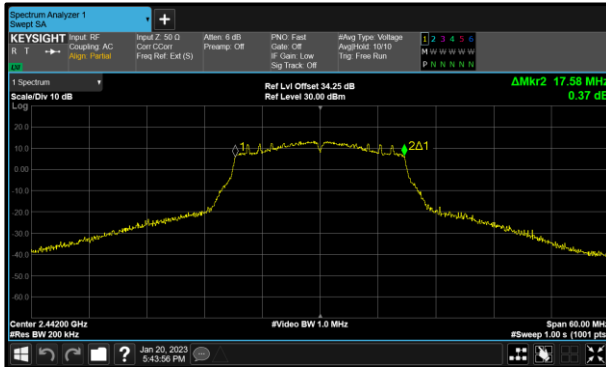 Spectrum Analyzer 1
Swept SA
KEYSIGHT
R T
LXI
Input: RF
Coupling: AC
Align: Partial
Input Z: 50 Ω
Corr CCorr
Freq Ref: Ext (S)
Atten: 6 dB
Preamp: Off
PNO: Fast
Gate: Off
IF Gain: Low
Sig Track: Off
#Avg Type: Voltage
Avg|Hold: 10/10
Trig: Free Run
1 2 3 4 5 6
M W W W W W
P N N N N N
1 Spectrum
Scale/Div 10 dB
Log
Ref Lvl Offset 34.25 dB
Ref Level 30.00 dBm
ΔMkr2 17.58 MHz
0.37 dB
20.0
10.0
0.00
-10.0
-20.0
-30.0
-40.0
-50.0
-60.0
1
2Δ1
Center 2.44200 GHz
#Video BW 1.0 MHz
Span 60.00 MHz
#Res BW 200 kHz
#Sweep 1.00 s (1001 pts)
?
Jan 20, 2023
5:43:56 PM